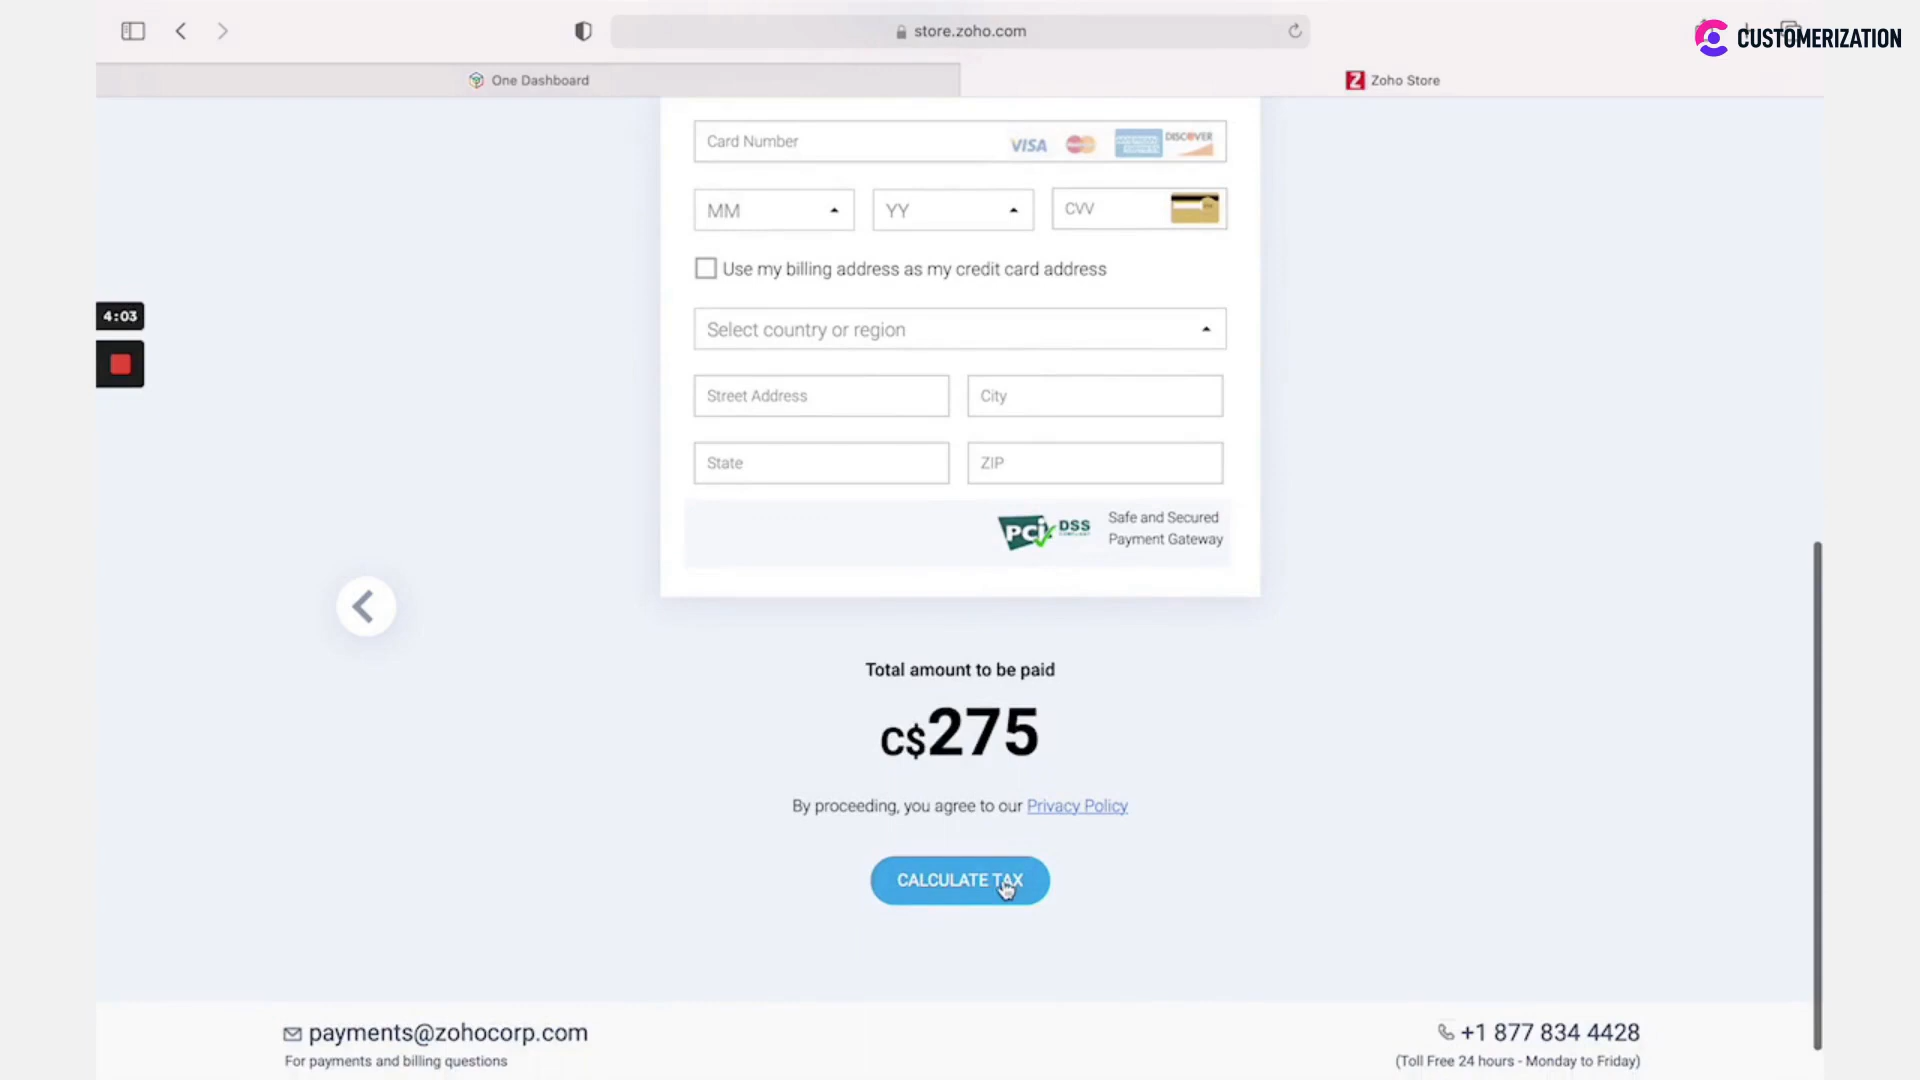 store.zoho.com
CUSTOMERIZATION
One Dashboard
Zoho Store
Card Number
VISA
DISCOVER
MM
YY
CVV
Use my billing address as my credit card address
4:03
Select country or region
Street Address
City
State
ZIP
PCI DSS
Safe and Secured
Payment Gateway
Total amount to be paid
C$275
By proceeding, you agree to our Privacy Policy
CALCULATE TAX
payments@zohocorp.com
For payments and billing questions
+1 877 834 4428
(Toll Free 24 hours - Monday to Friday)